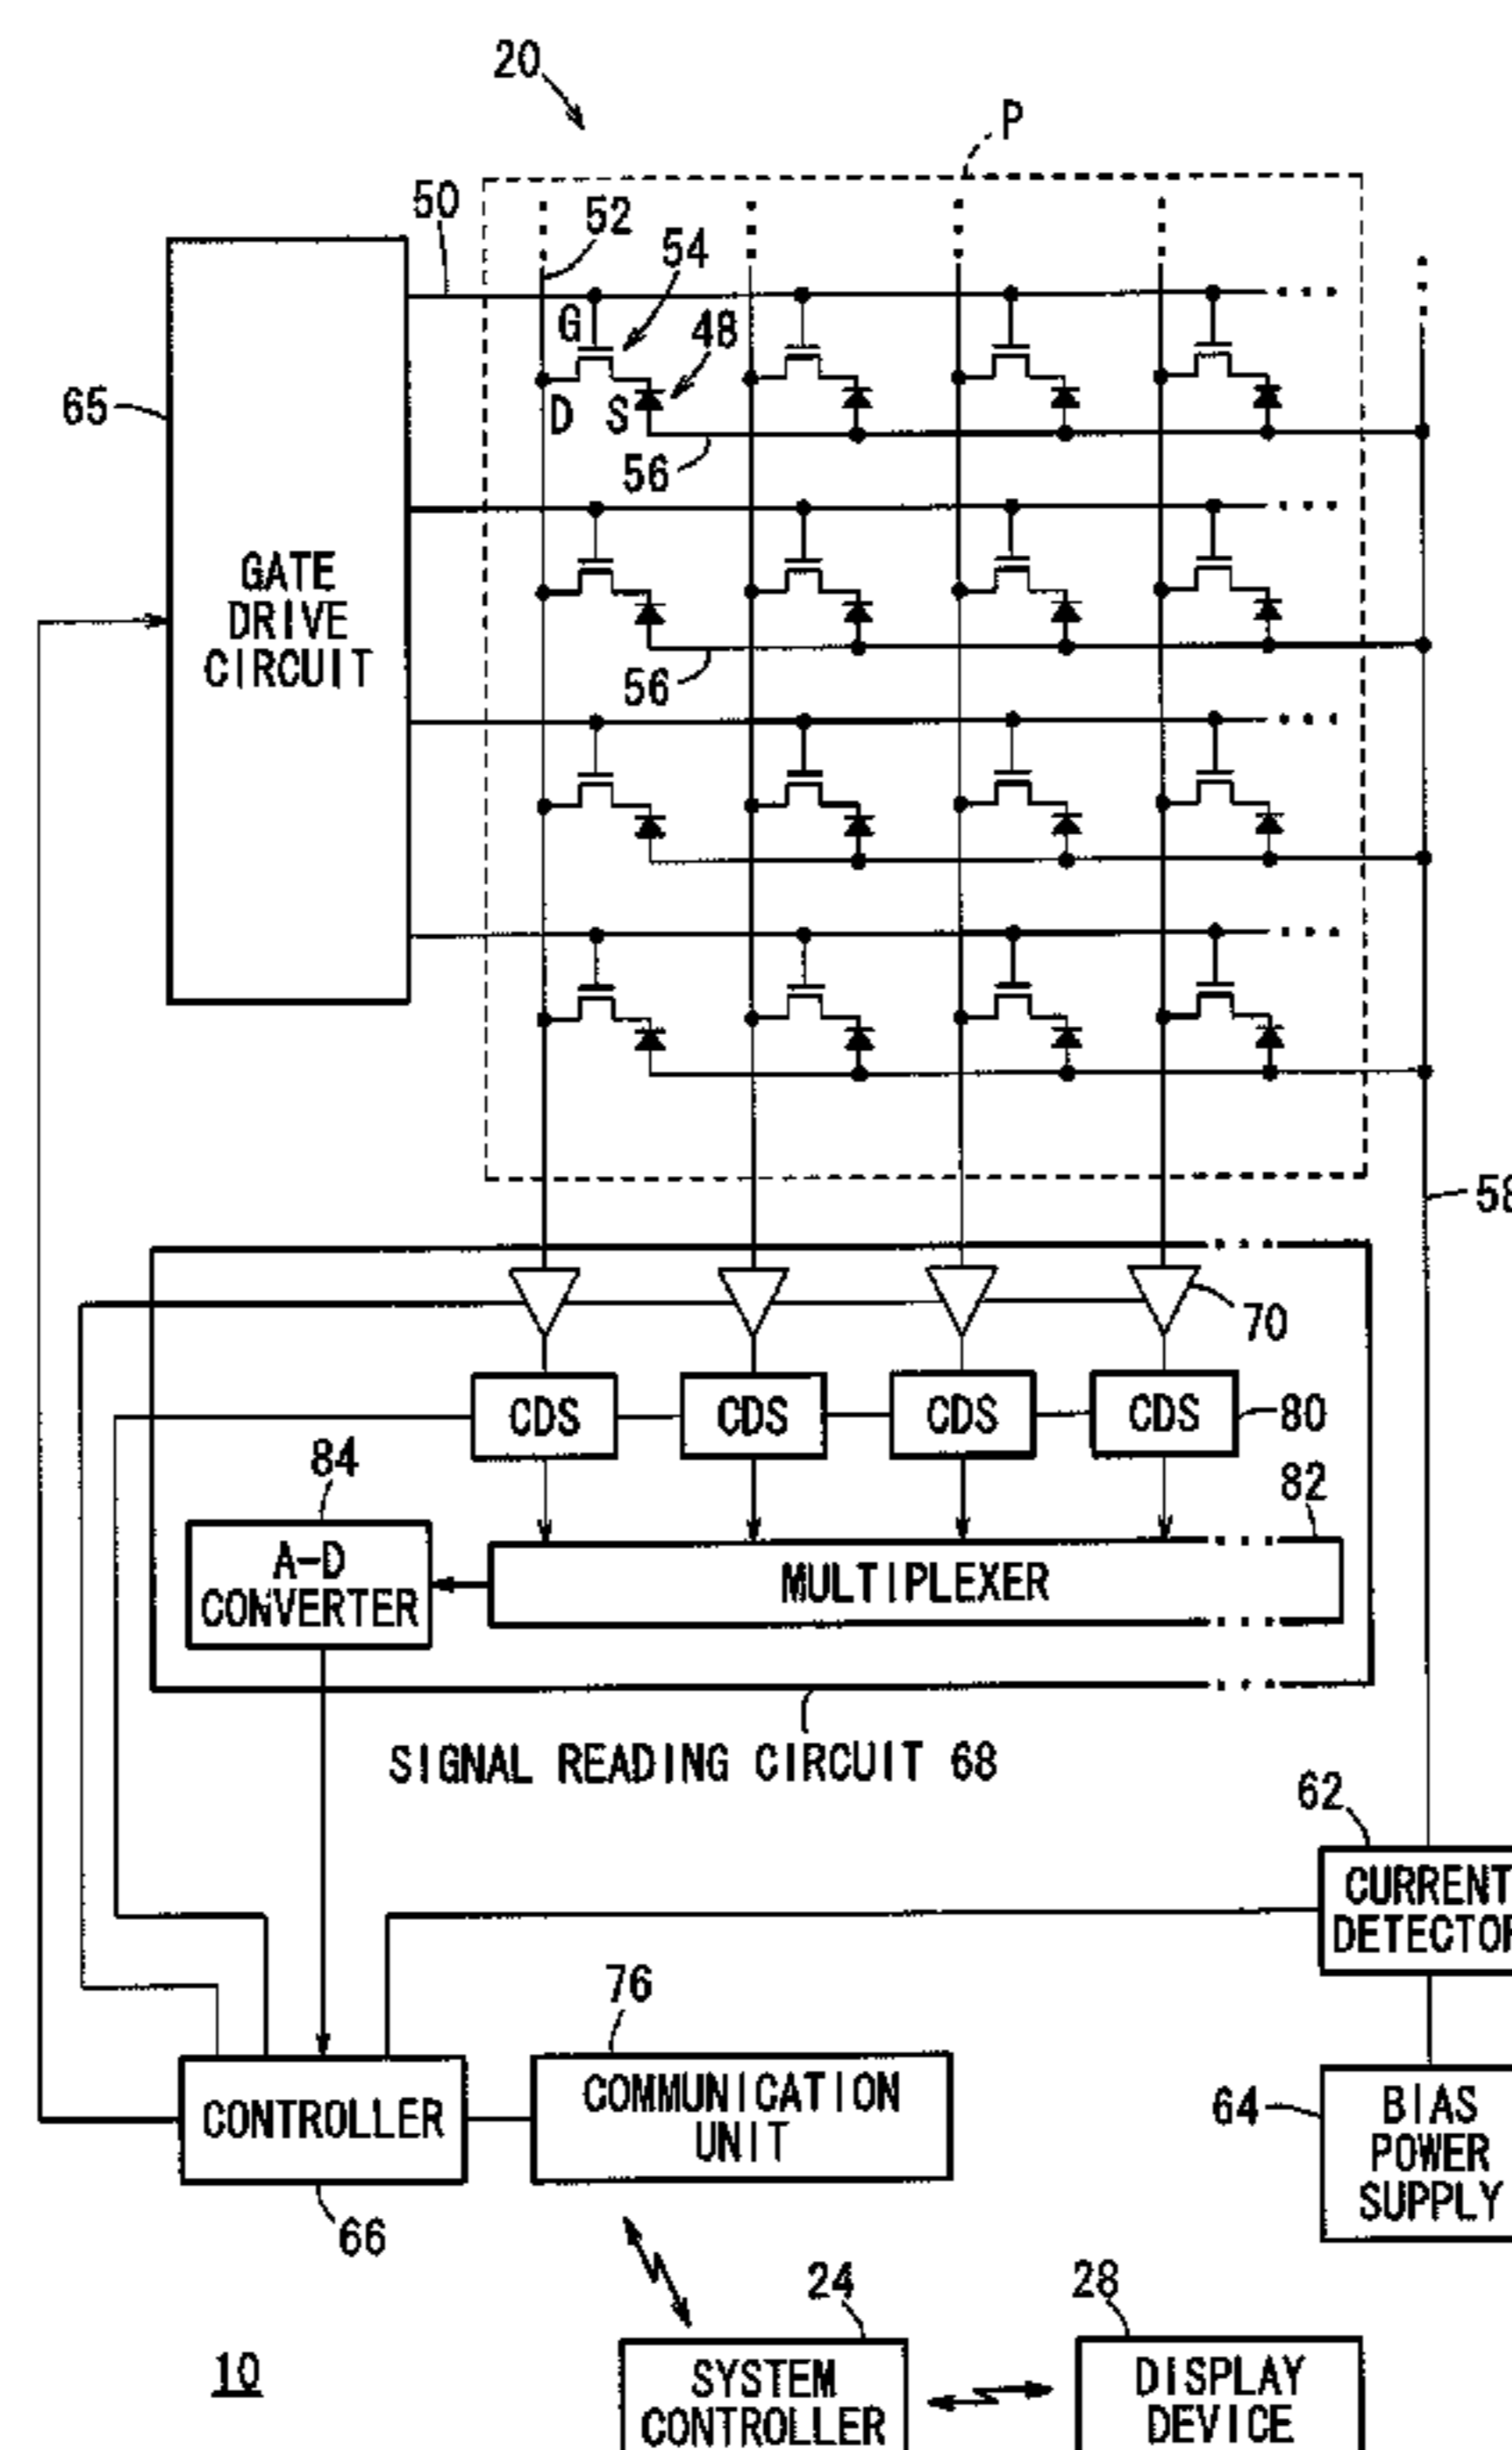 20
P
50
52
54
G
48
65
D S
56
GATE
DRIVE
CIRCUIT
56
58
70
CDS CDS CDS CDS
80
84
82
A-D
CONVERTER
MULTIPLEXER
SIGNAL READING CIRCUIT 68
62
CURRENT
DETECTOR
76
CONTROLLER
COMMUNICATION
UNIT
64
BIAS
POWER
SUPPLY
66
24
28
10
SYSTEM
CONTROLLER
DISPLAY
DEVICE